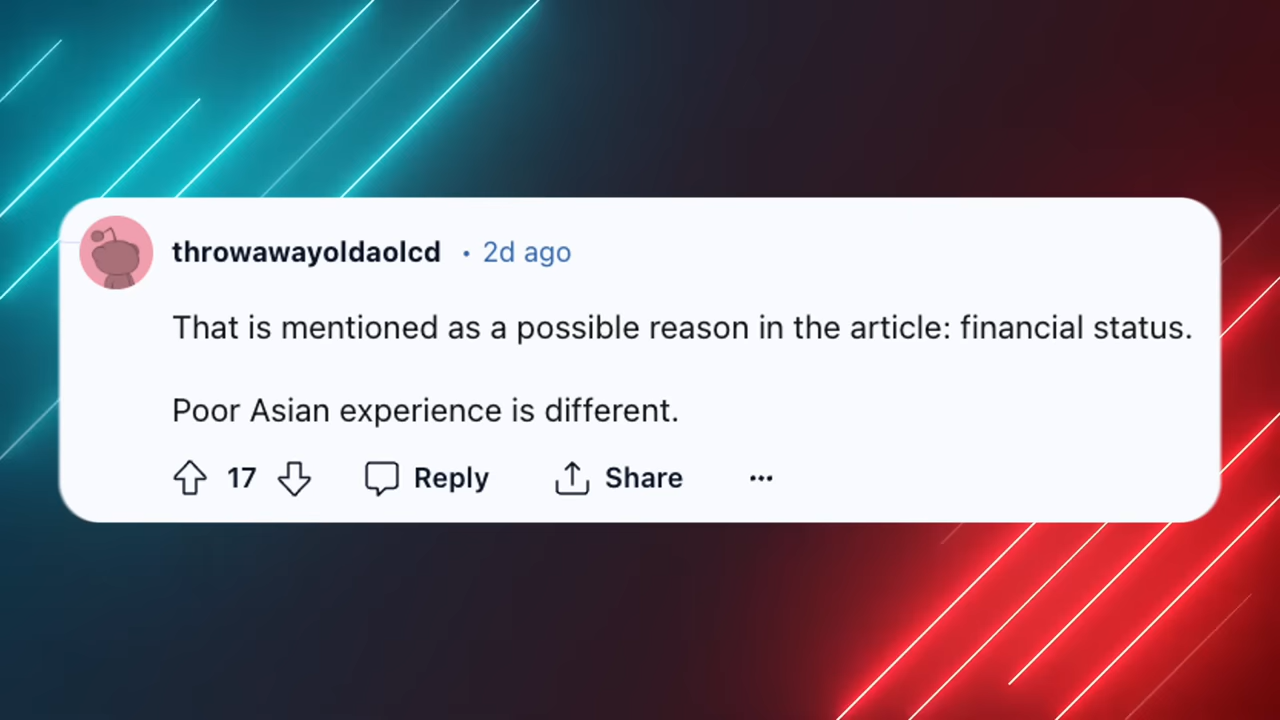 throwawayoldaolcd • 2d ago
That is mentioned as a possible reason in the article: financial status.
Poor Asian experience is different.
17 Reply Share ...